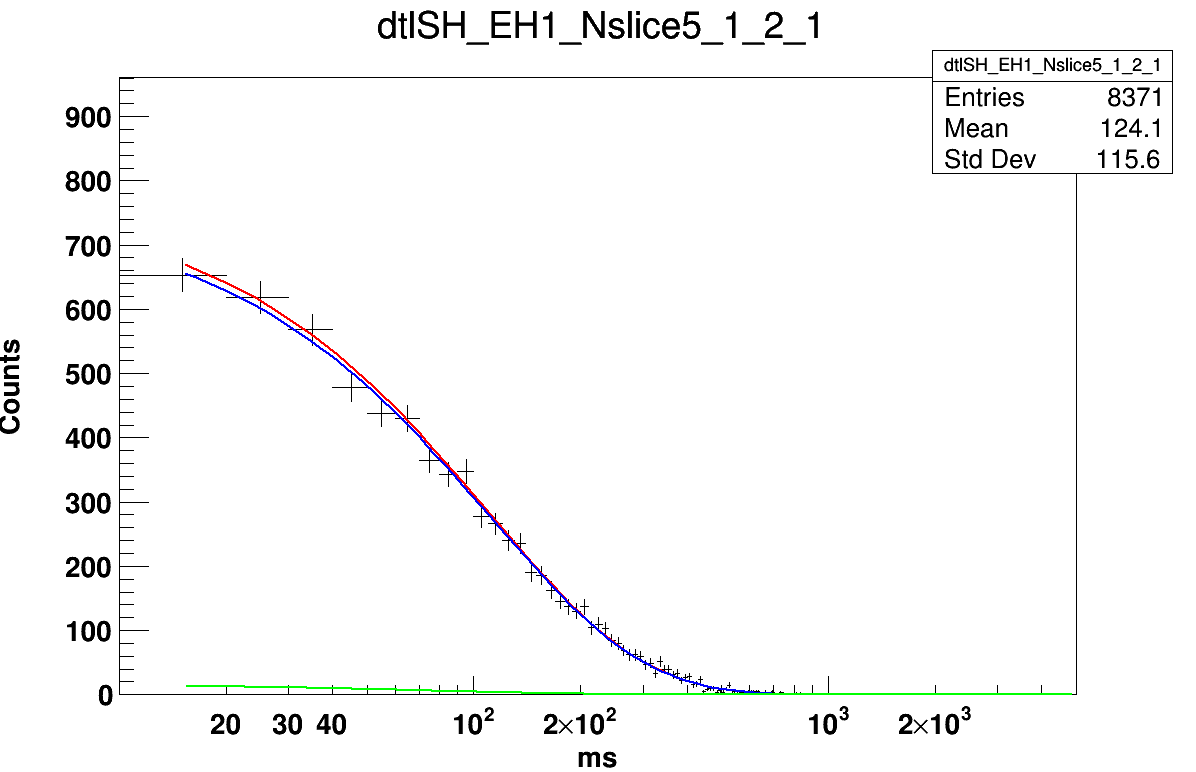 dtlSH_EH1_Nslice5_1_2_1
dtlSH_EH1_Nslice5_1_2_1
Entries 8371
Mean 124.1
Std Dev 115.6
900
800
700
600
500
400
300
200
100
0
Counts
20 30 40 10² 2×10² 10³ 2×10³
ms